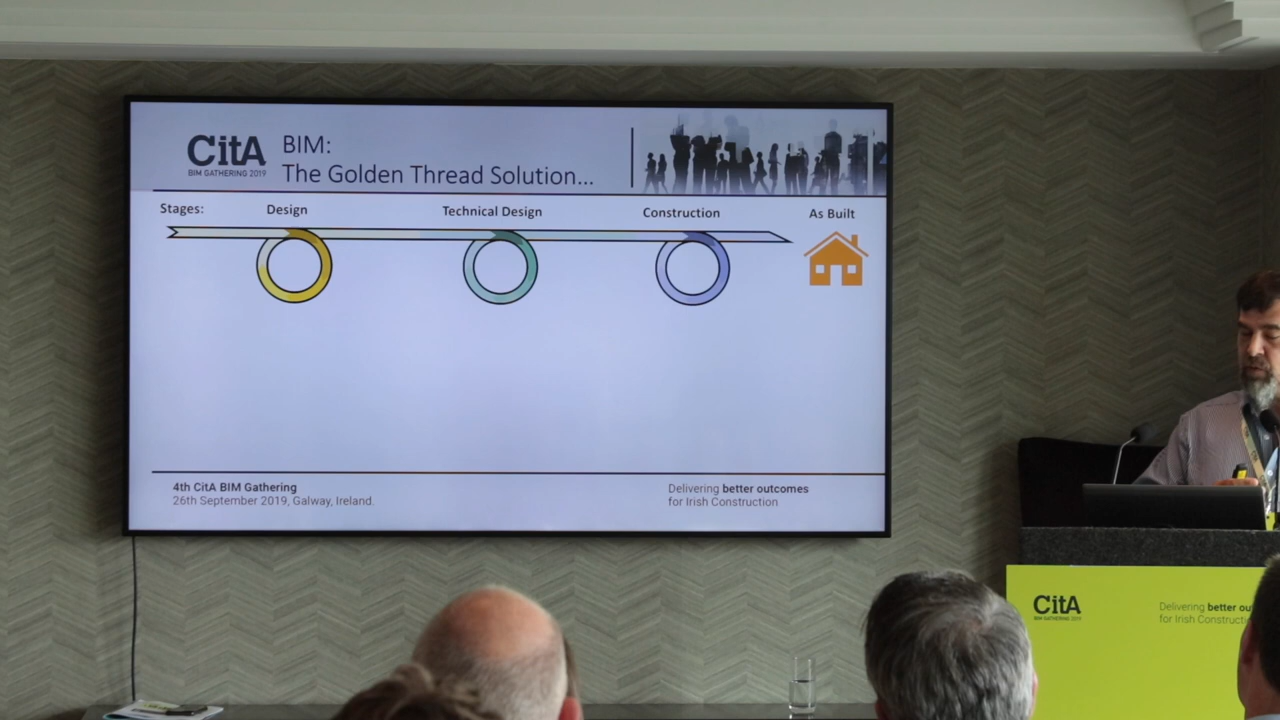 CitA
BIM GATHERING 2019
BIM:
The Golden Thread Solution...
Stages:
Design
Technical Design
Construction
As Built
4th CitA BIM Gathering
26th September 2019, Galway, Ireland.
Delivering better outcomes
for Irish Construction
CitA
BIM GATHERING 2019
Delivering better
for Irish